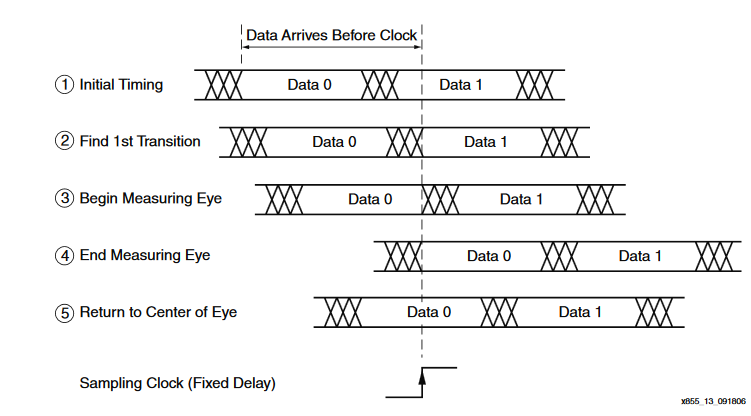 Data Arrives Before Clock
1 Initial Timing Data 0 Data 1
2 Find 1st Transition Data 0 Data 1
3 Begin Measuring Eye Data 0 Data 1
4 End Measuring Eye Data 0 Data 1
5 Return to Center of Eye Data 0 Data 1
Sampling Clock (Fixed Delay)
x855_13_091806